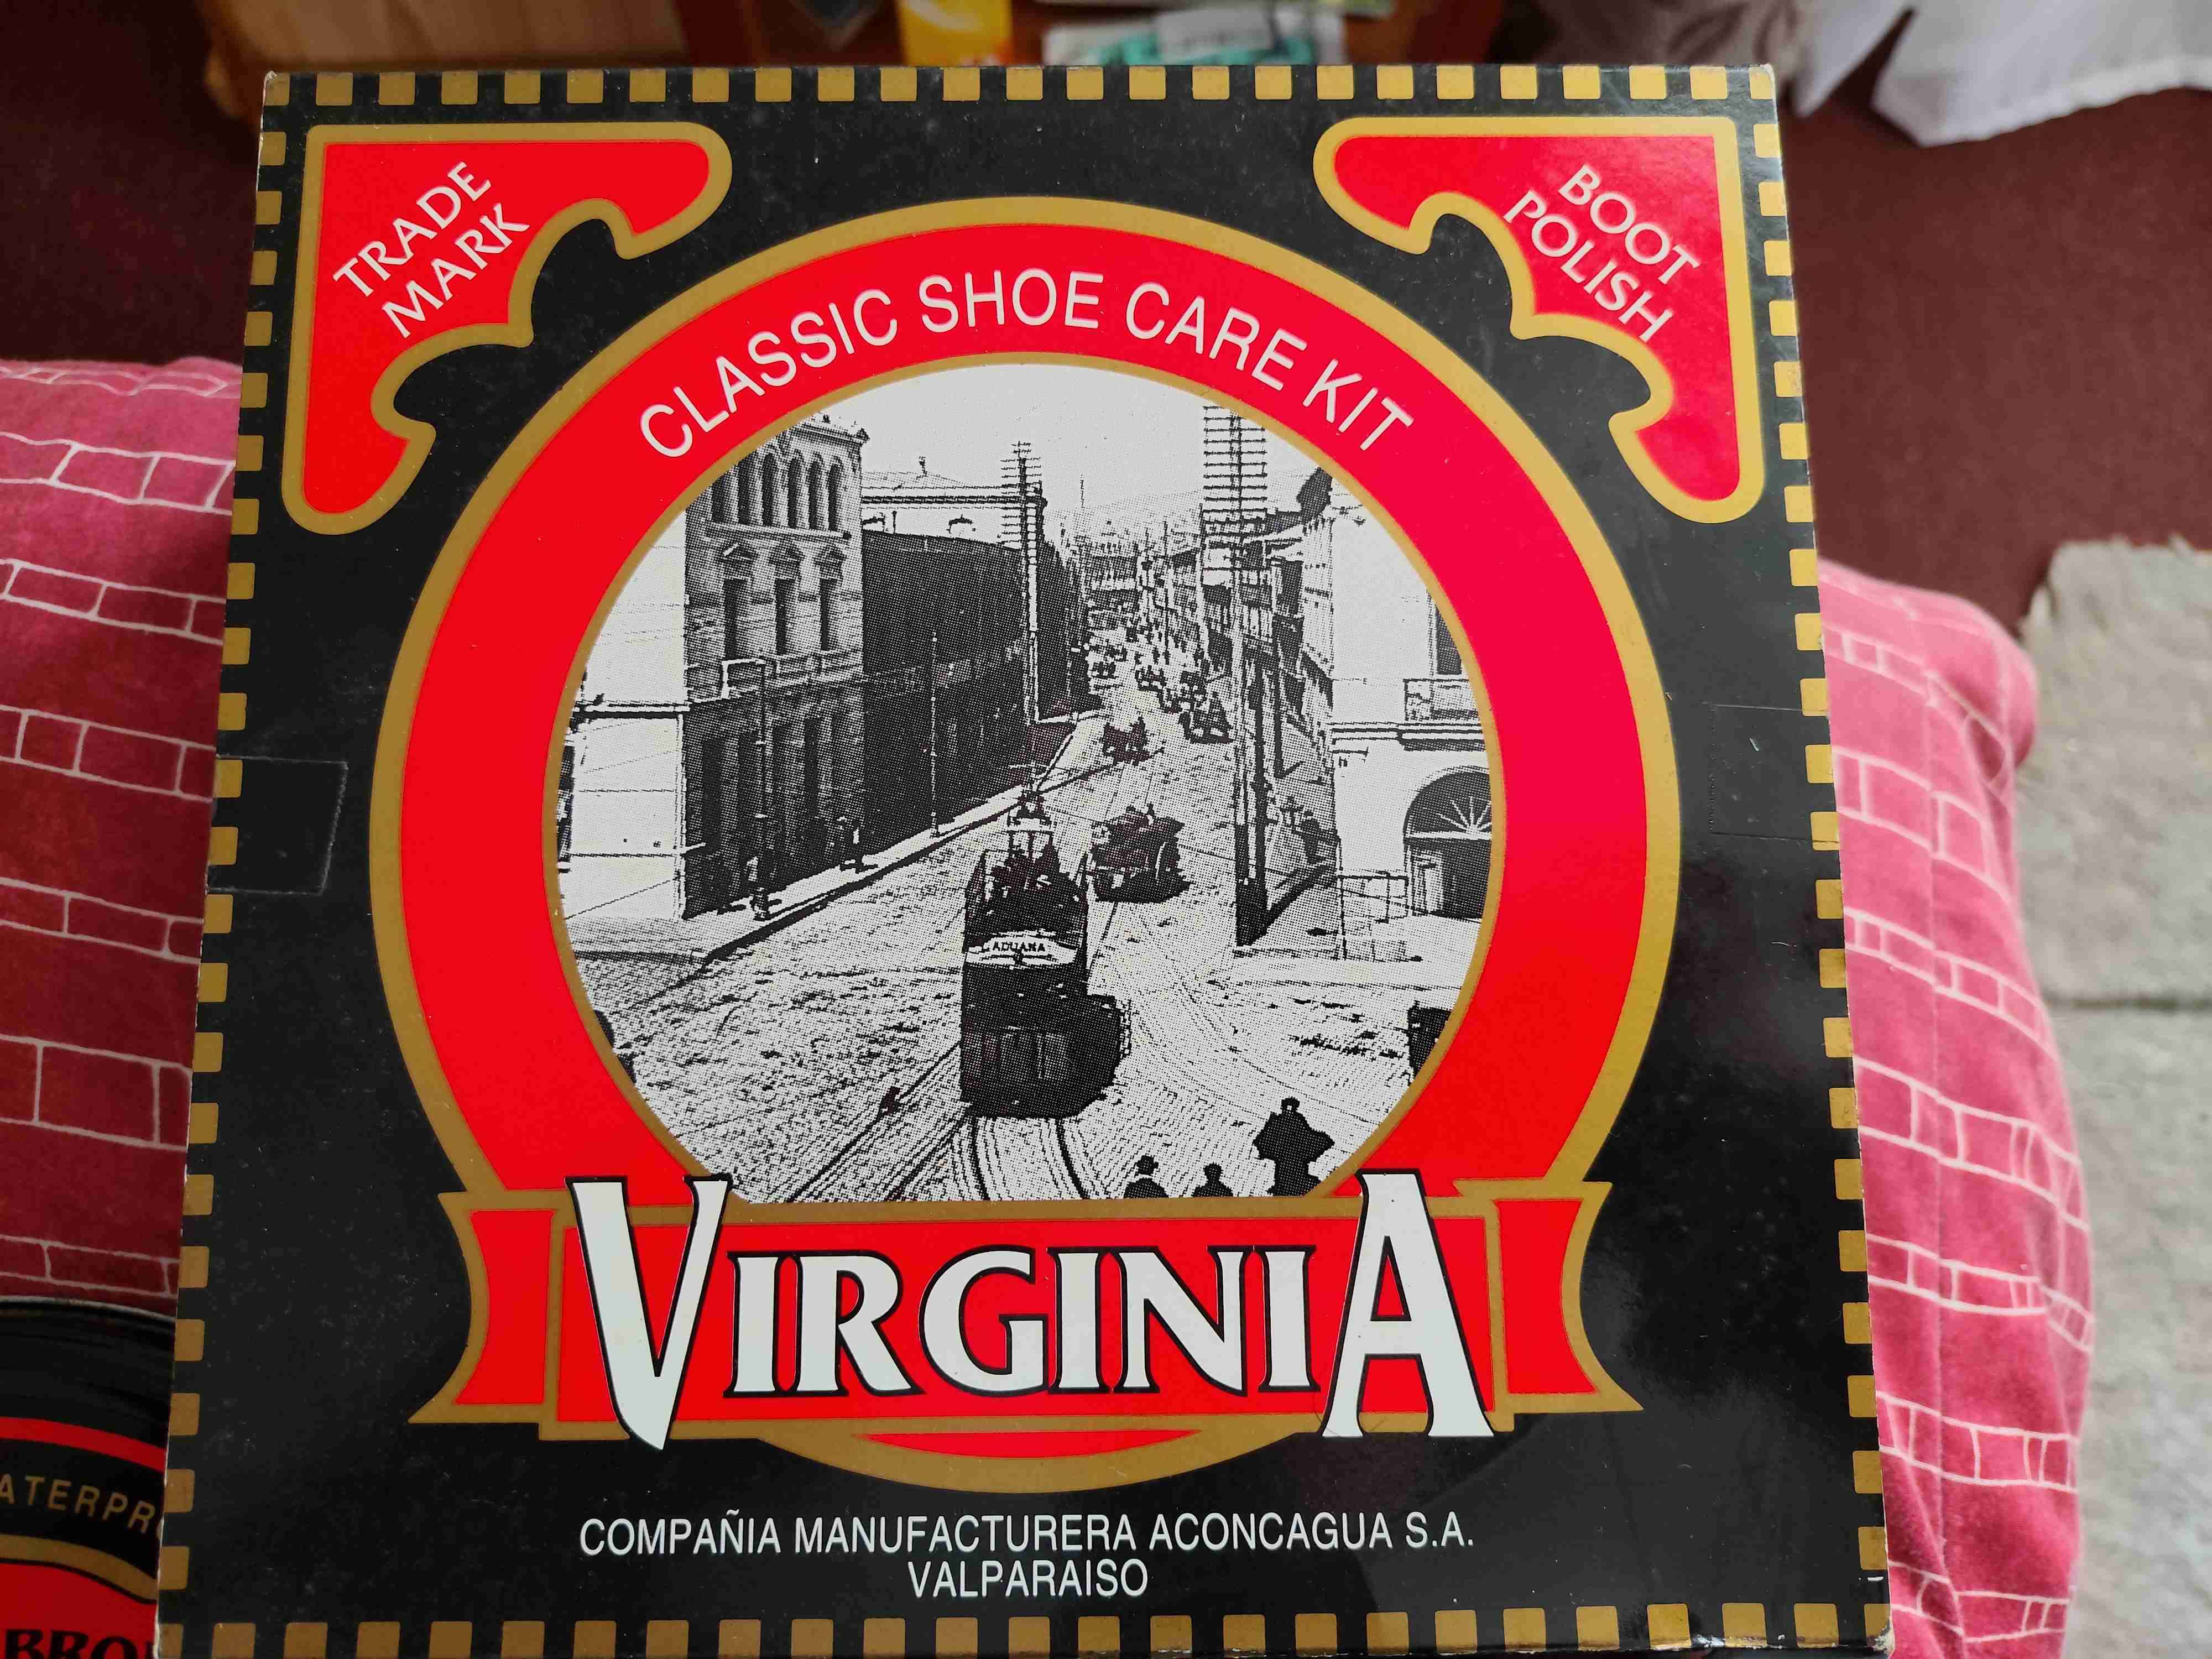 TRADE
MARK
BOOT
POLISH
CLASSIC SHOE CARE KIT
ADUANA
VIRGINIA
COMPAÑIA MANUFACTURERA ACONCAGUA S.A.
VALPARAISO